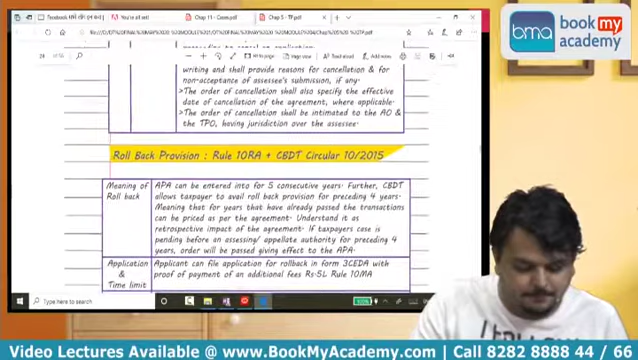 Chap 11 - Cases.pdf
Chap 5 - TP.pdf
book my
bma
academy
writing and shall provide reasons for cancellation & for
non-acceptance of assessee's submission, if any.
>The order of cancellation shall also specify the effective
date of cancellation of the agreement, where applicable.
>The order of cancellation shall be intimated to the AO &
the TPO, having jurisdiction over the assessee.
Roll Back Provision : Rule 10RA + CBDT Circular 10/2015
Meaning of Roll back
APA can be entered into for 5 consecutive years. Further, CBDT
allows taxpayer to avail roll back provision for preceding 4 years.
Meaning that for years that have already passed the transactions
can be priced as per the agreement. Understand it as
retrospective impact of the agreement. If taxpayers case is
pending before an assessing/ appellate authority for preceding 4
years, order will be passed giving effect to the APA.
Application & Time limit
Applicant can file application for rollback in form 3CEDA with
proof of payment of an additional fees Rs.5L Rule 10MA
Type here to search
Video Lectures Available @ www.BookMyAcademy.com | Call 8282 8888 44 / 66